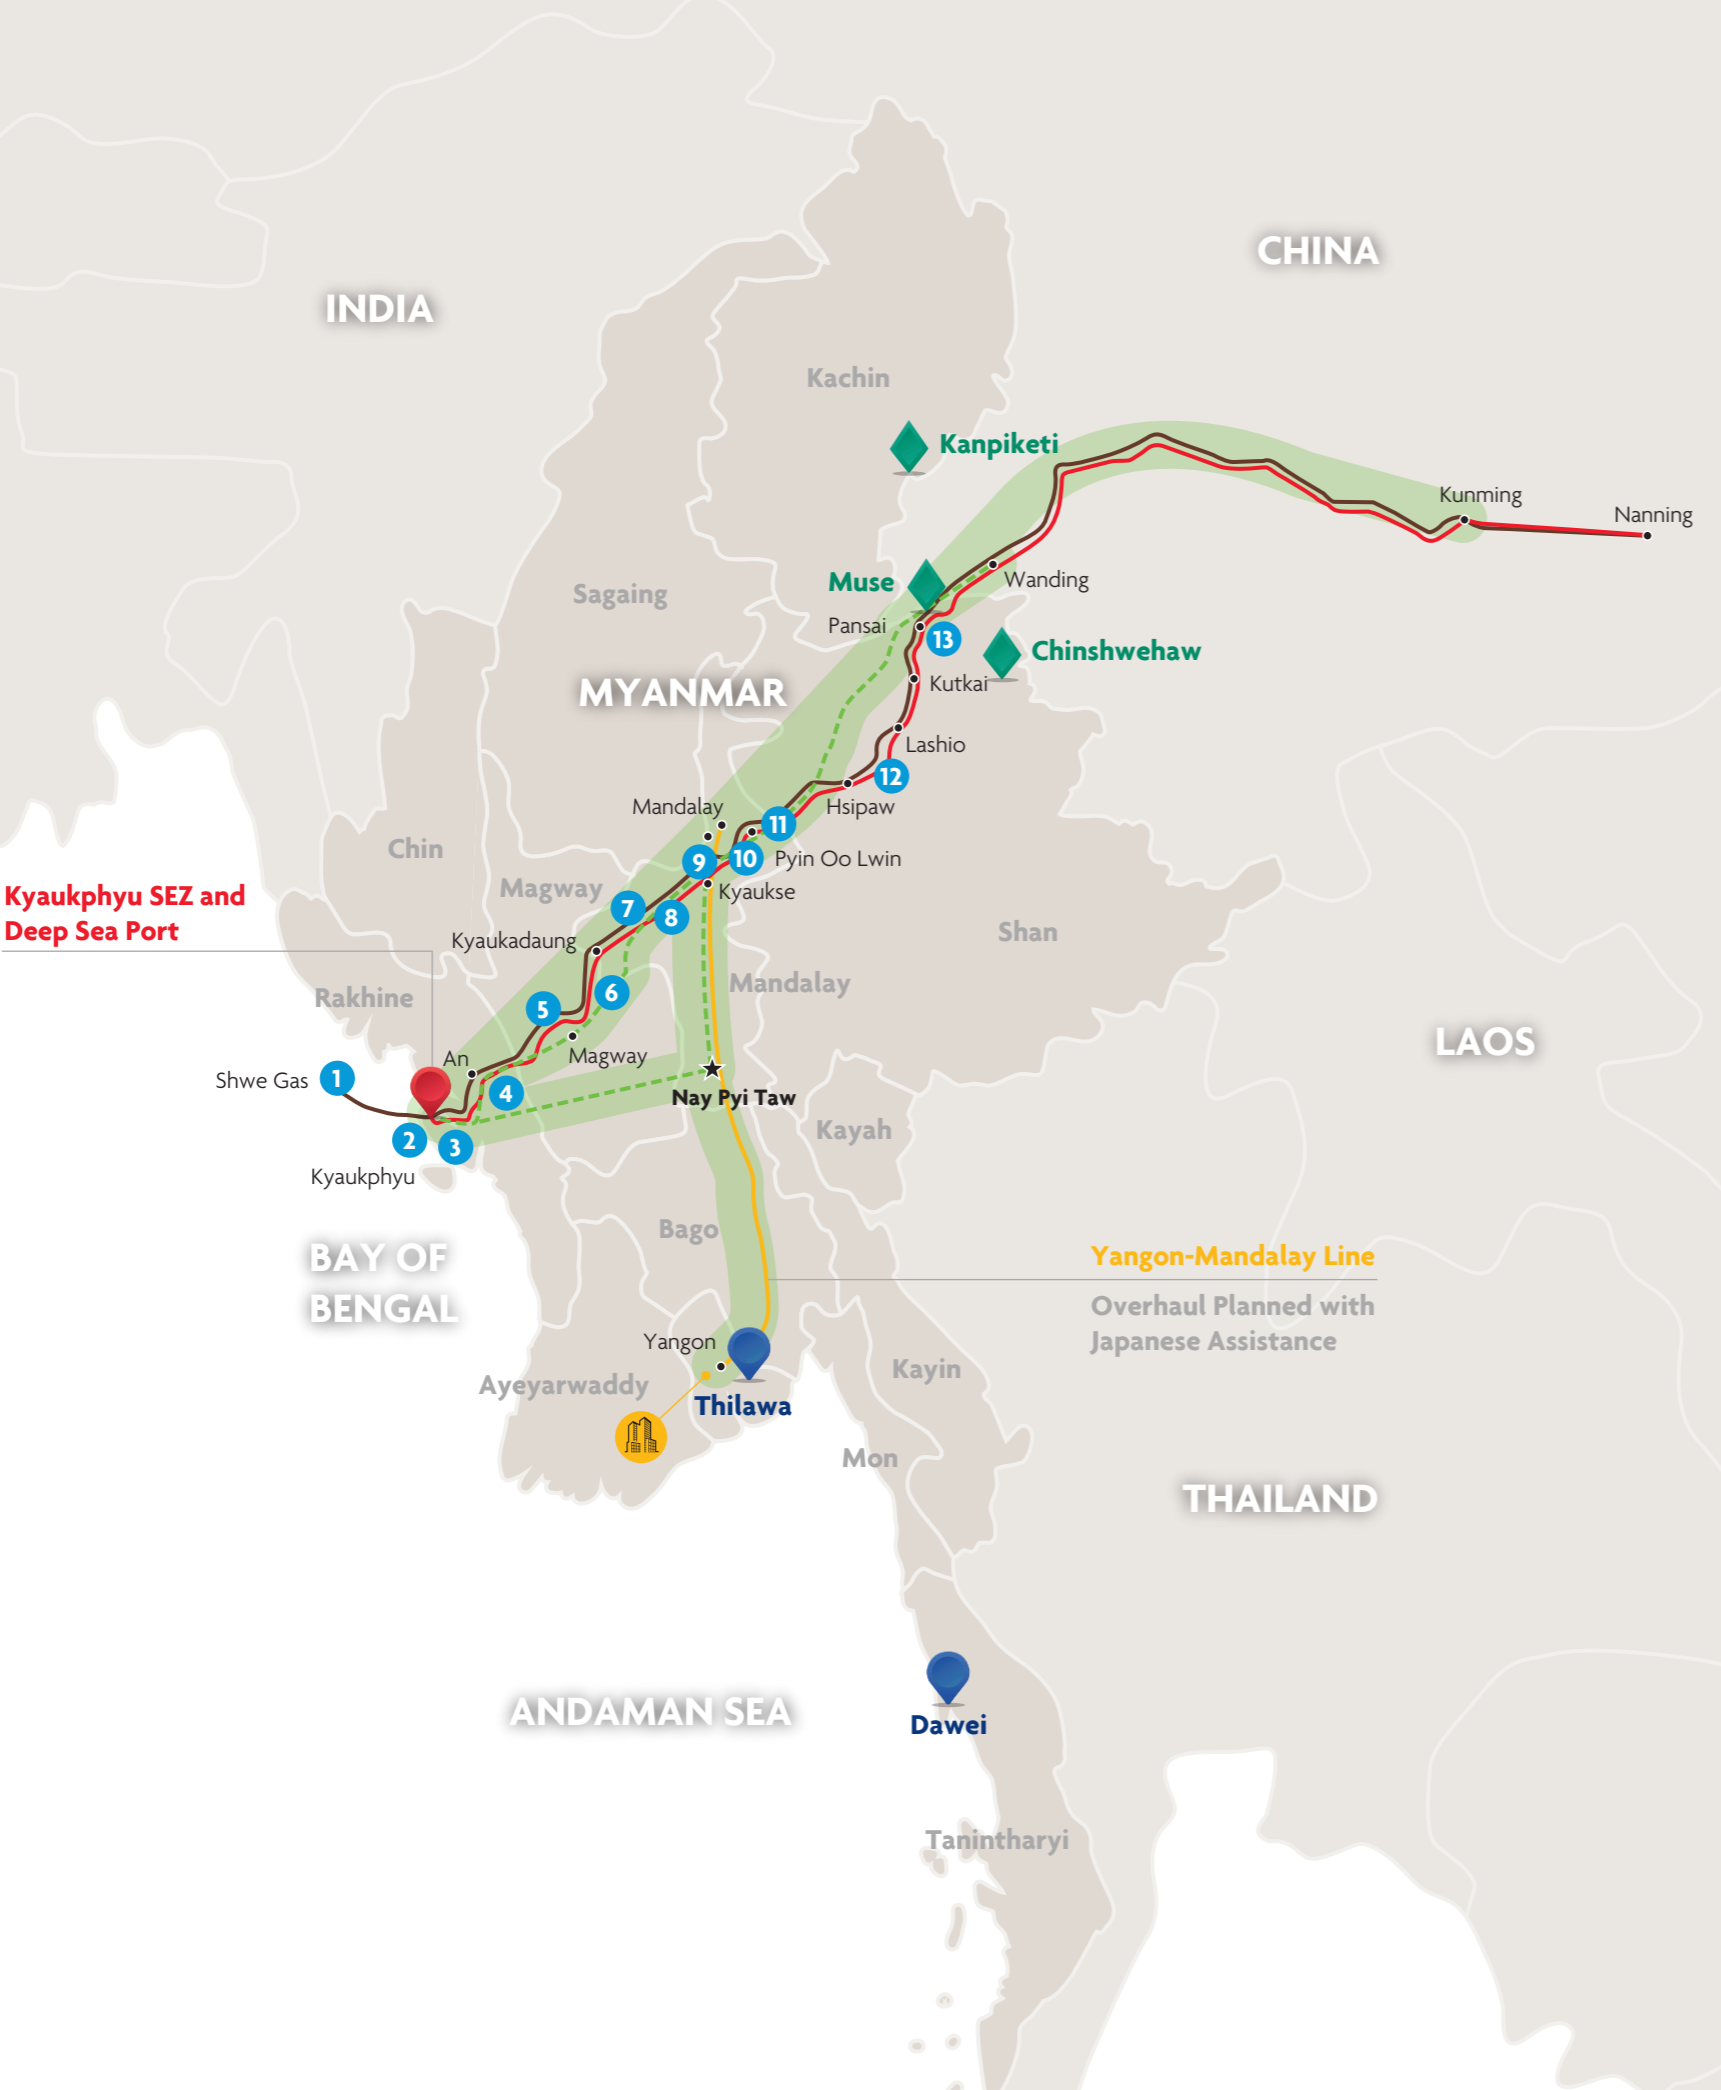 CHINA
INDIA
Kachin
Kanpiketi
Kunming
Nanning
Muse
Wanding
Sagaing
Pansai
13
Chinshwehaw
Kutkai
MYANMAR
Lashio
12
Mandalay
Hsipaw
11
Chin
9
10
Pyin Oo Lwin
Magway
Kyaukse
Kyaukphyu SEZ and
Deep Sea Port
7
8
Kyaukadaung
Shan
Mandalay
Rakhine
6
5
LAOS
An
Magway
Shwe Gas
1
4
Nay Pyi Taw
Kayah
2
3
Kyaukphyu
Bago
BAY OF
BENGAL
Yangon-Mandalay Line
Overhaul Planned with
Japanese Assistance
Yangon
Kayin
Ayeyarwaddy
Thilawa
Mon
THAILAND
ANDAMAN SEA
Dawei
Tanintharyi